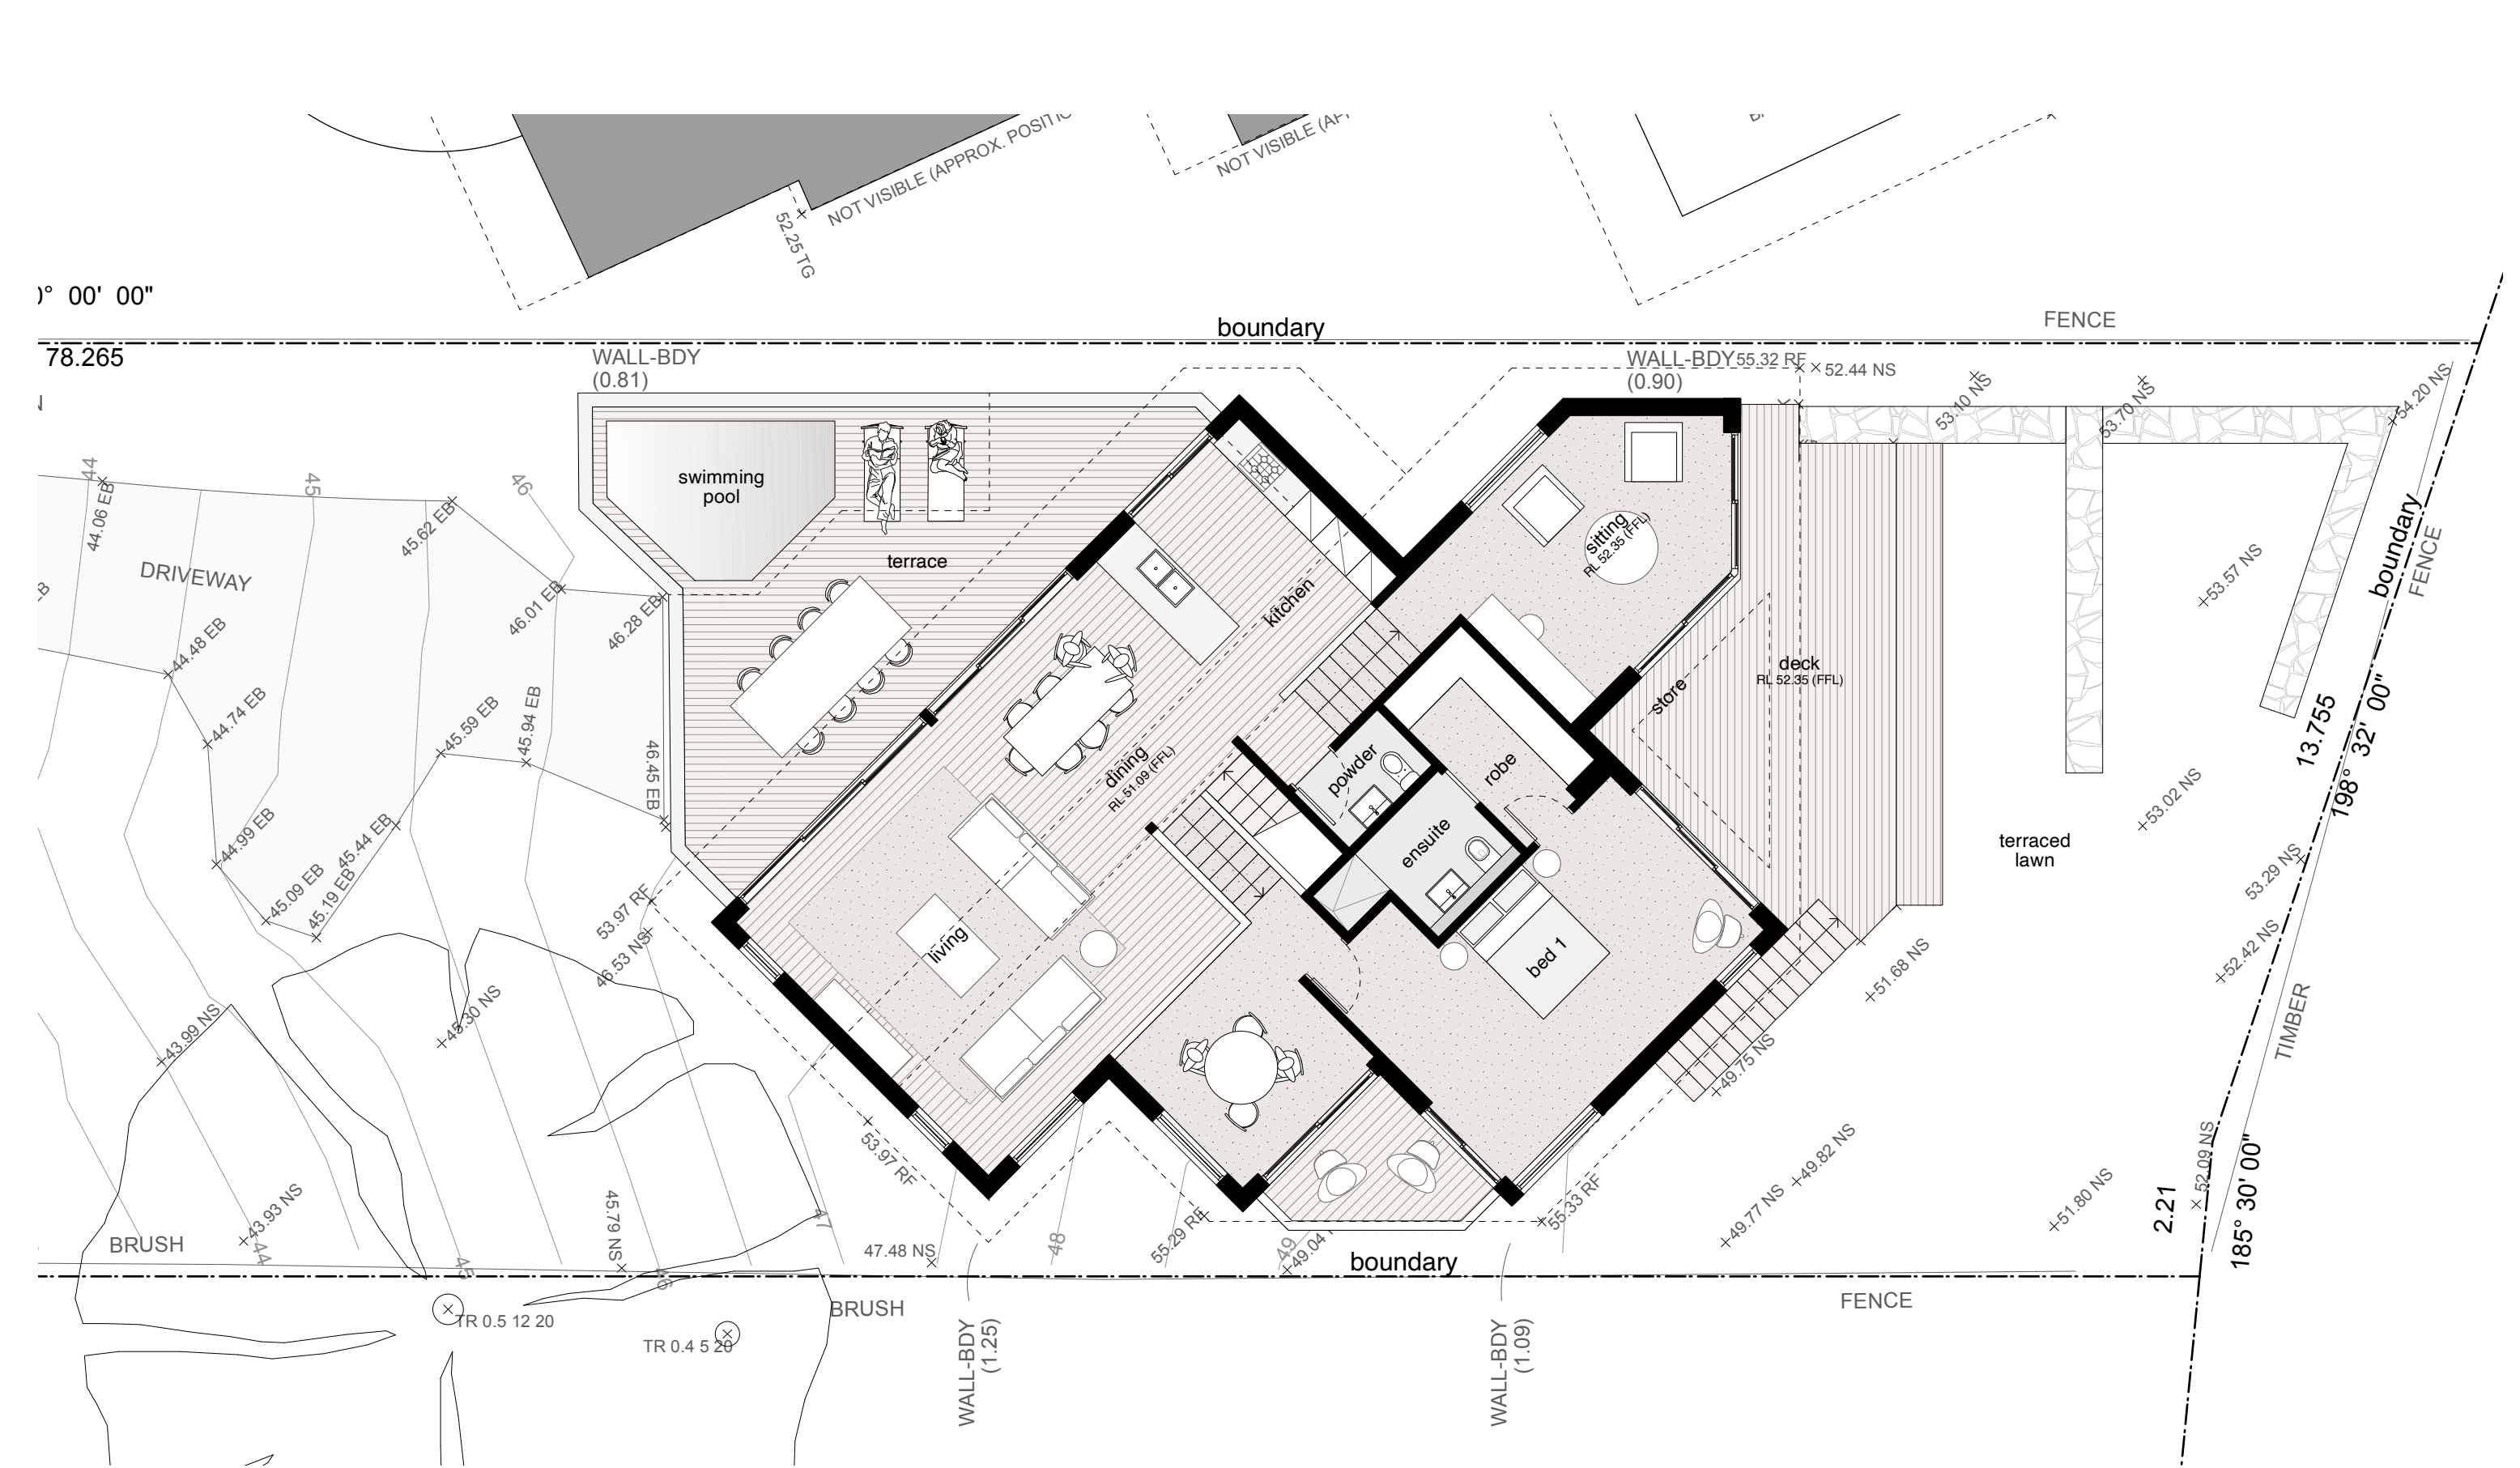 NOT VISIBLE (APPROX. POSITIO
NOT VISIBLE (AP
52.25 TG
0° 00' 00"
78.265
boundary
FENCE
WALL-BDY
(0.81)
WALL-BDY
(0.90)
55.32 RF
52.44 NS
53.10 NS
53.70 NS
54.20 NS
44
44.06 EB
45
46
45.62 EB
DRIVEWAY
46.01 EB
46.28 EB
44.48 EB
44.74 EB
45.59 EB
45.94 EB
46.45 EB
44.99 EB
45.44 EB
45.09 EB
45.19 EB
swimming
pool
terrace
kitchen
sitting
RL 52.35 (FFL)
deck
RL 52.35 (FFL)
store
dining
RL 51.09 (FFL)
powder
robe
ensuite
living
bed 1
terraced
lawn
boundary
FENCE
53.57 NS
53.02 NS
13.755
198° 32' 00"
53.29 NS
52.42 NS
51.68 NS
TIMBER
53.97 RF
46.53 NS
45.30 NS
43.99 NS
49.75 NS
49.82 NS
49.77 NS
51.80 NS
52.09 NS
2.21
185° 30' 00"
43.93 NS
45.79 NS
53.97 RF
55.29 RF
55.33 RF
47
48
49
49.04
47.48 NS
BRUSH
44
45
46
boundary
BRUSH
FENCE
TR 0.5 12 20
TR 0.4 5 20
WALL-BDY
(1.25)
WALL-BDY
(1.09)